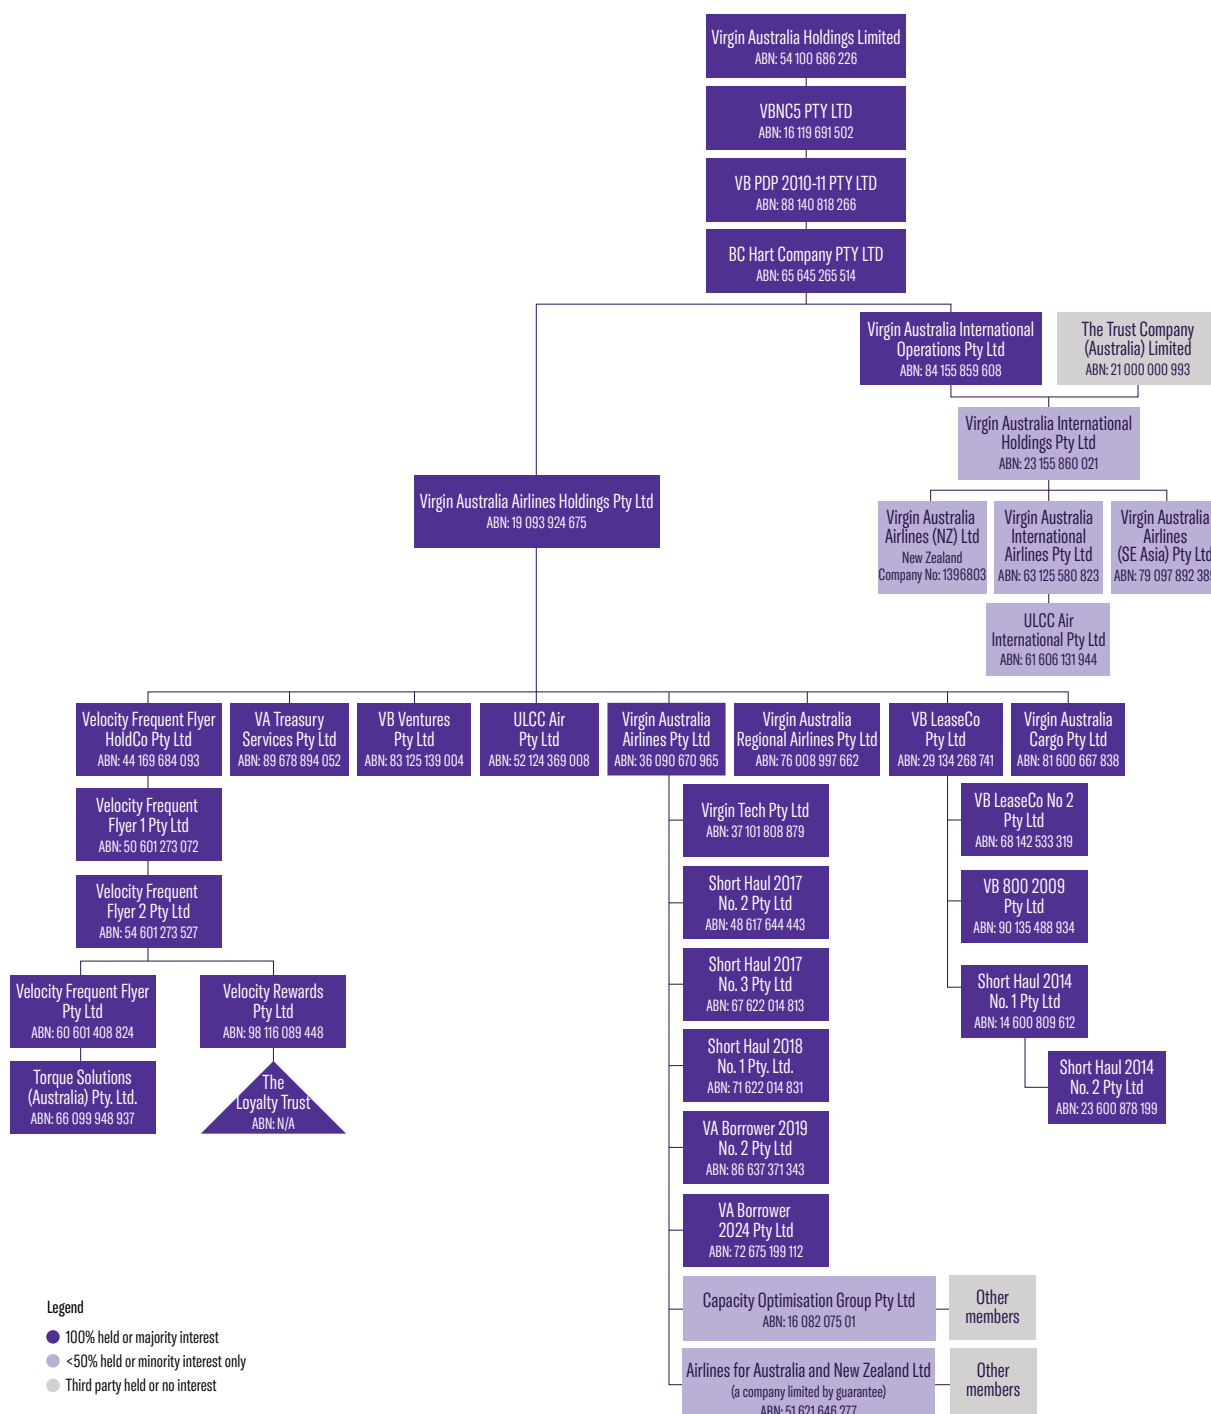 Virgin Australia Holdings Limited
ABN: 54 100 686 226
VBNC5 PTY LTD
ABN: 16 119 691 502
VB PDP 2010-11 PTY LTD
ABN: 88 140 818 266
BC Hart Company PTY LTD
ABN: 65 645 265 514
Virgin Australia International
Operations Pty Ltd
ABN: 84 155 859 608
The Trust Company
(Australia) Limited
ABN: 21 000 000 993
Virgin Australia International
Holdings Pty Ltd
ABN: 23 155 860 021
Virgin Australia Airlines Holdings Pty Ltd
ABN: 19 093 924 675
Virgin Australia
Airlines (NZ) Ltd
New Zealand
Company No: 1396803
Virgin Australia
International
Airlines Pty Ltd
ABN: 63 125 580 823
Virgin Australia
Airlines
(SE Asia) Pty Ltd
ABN: 79 097 892 389
ULCC Air
International Pty Ltd
ABN: 61 606 131 944
Velocity Frequent Flyer
HoldCo Pty Ltd
ABN: 44 169 684 093
VA Treasury
Services Pty Ltd
ABN: 89 678 894 052
VB Ventures
Pty Ltd
ABN: 83 125 139 004
ULCC Air
Pty Ltd
ABN: 52 124 369 008
Virgin Australia
Airlines Pty Ltd
ABN: 36 090 670 965
Virgin Australia
Regional Airlines Pty Ltd
ABN: 76 008 997 662
VB LeaseCo
Pty Ltd
ABN: 29 134 268 741
Virgin Australia
Cargo Pty Ltd
ABN: 81 600 667 838
Velocity Frequent
Flyer 1 Pty Ltd
ABN: 50 601 273 072
Velocity Frequent
Flyer 2 Pty Ltd
ABN: 54 601 273 527
Velocity Frequent Flyer
Pty Ltd
ABN: 60 601 408 824
Velocity Rewards
Pty Ltd
ABN: 98 116 089 448
Torque Solutions
(Australia) Pty. Ltd.
ABN: 66 099 948 937
The
Loyalty Trust
ABN: N/A
Virgin Tech Pty Ltd
ABN: 37 101 808 879
Short Haul 2017
No. 2 Pty Ltd
ABN: 48 617 644 443
Short Haul 2017
No. 3 Pty Ltd
ABN: 67 622 014 813
Short Haul 2018
No. 1 Pty. Ltd.
ABN: 71 622 014 831
VA Borrower 2019
No. 2 Pty Ltd
ABN: 86 637 371 343
VA Borrower
2024 Pty Ltd
ABN: 72 675 199 112
Capacity Optimisation Group Pty Ltd
ABN: 16 082 075 01
Other
members
Airlines for Australia and New Zealand Ltd
(a company limited by guarantee)
ABN: 51 621 646 277
Other
members
VB LeaseCo No 2
Pty Ltd
ABN: 68 142 533 319
VB 800 2009
Pty Ltd
ABN: 90 135 488 934
Short Haul 2014
No. 1 Pty Ltd
ABN: 14 600 809 612
Short Haul 2014
No. 2 Pty Ltd
ABN: 23 600 878 199
Legend
100% held or majority interest
<50% held or minority interest only
Third party held or no interest